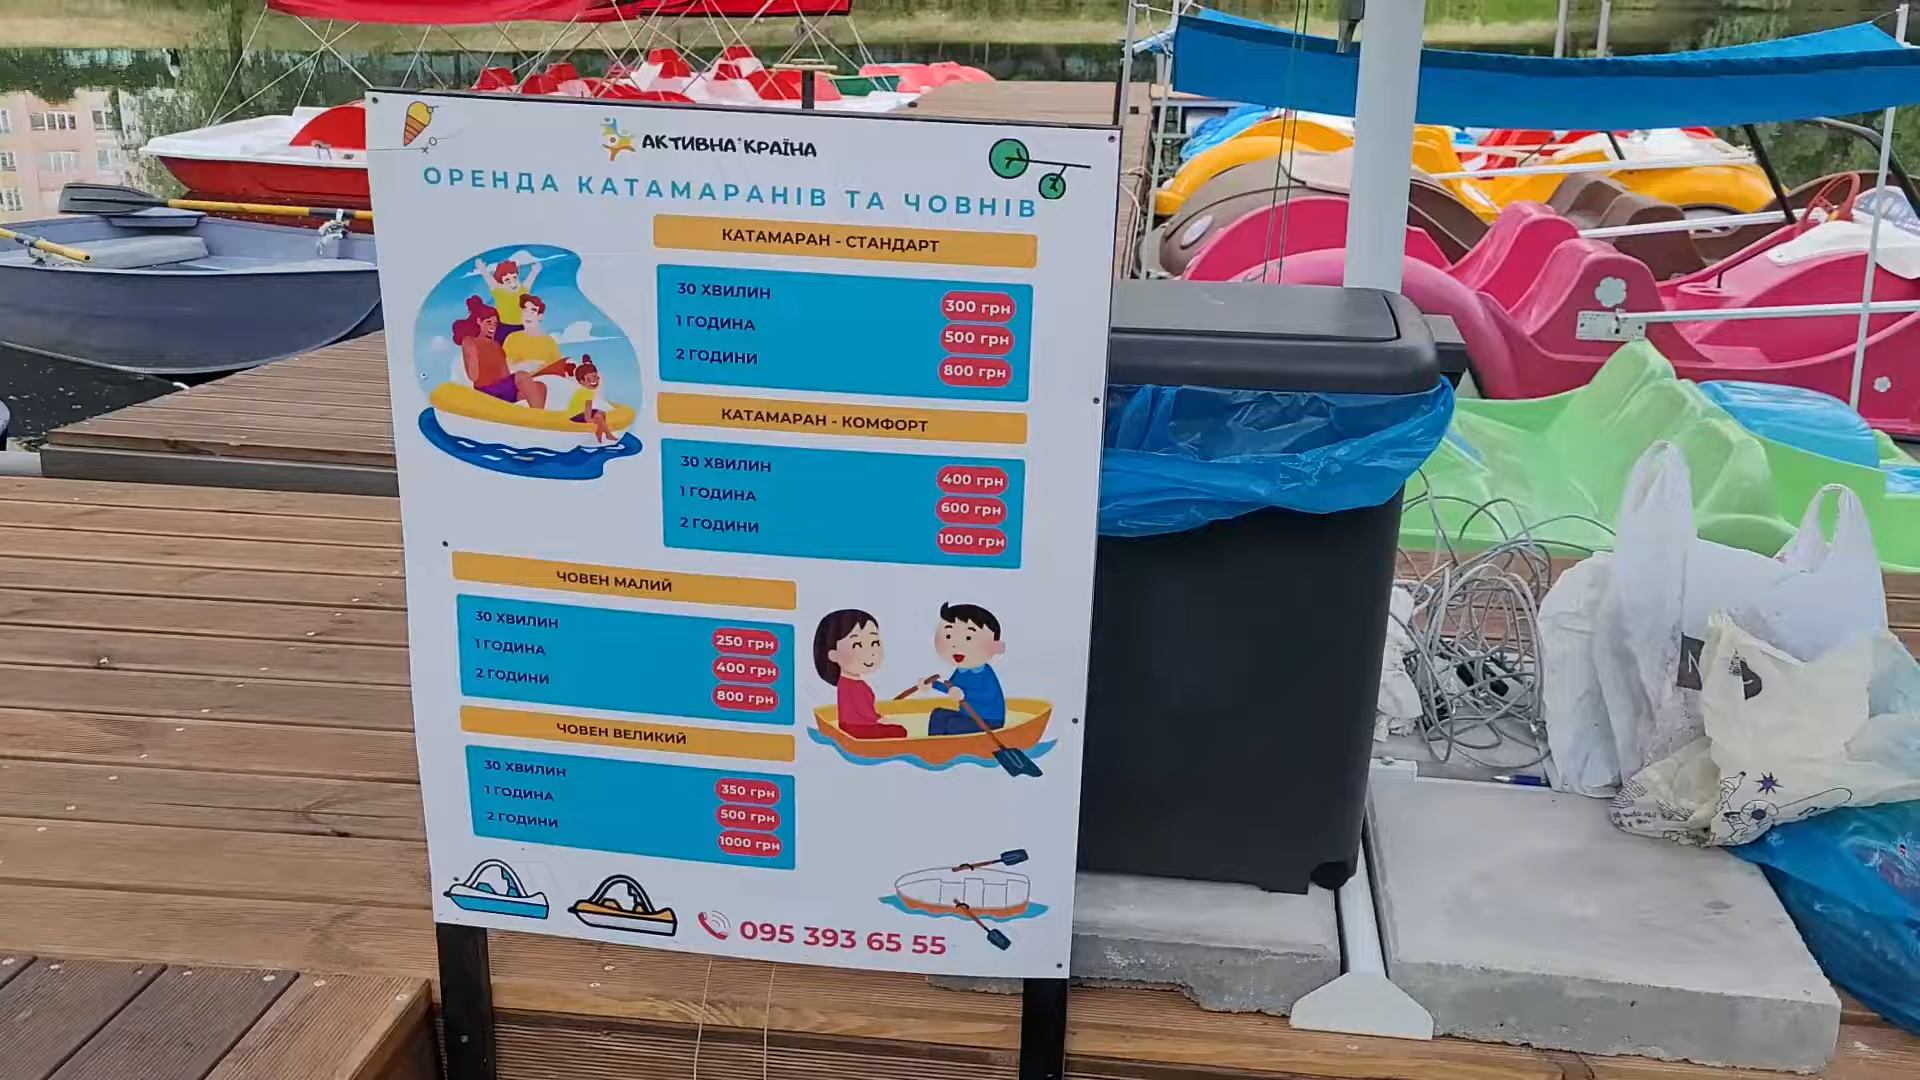 АКТИВНА КРАЇНА
ОРЕНДА КАТАМАРАНІВ ТА ЧОВНІВ
КАТАМАРАН - СТАНДАРТ
30 ХВИЛИН 300 грн
1 ГОДИНА 500 грн
2 ГОДИНИ 800 грн
КАТАМАРАН - КОМФОРТ
30 ХВИЛИН 400 грн
1 ГОДИНА 600 грн
2 ГОДИНИ 1000 грн
ЧОВЕН МАЛИЙ
30 ХВИЛИН 250 грн
1 ГОДИНА 400 грн
2 ГОДИНИ 800 грн
ЧОВЕН ВЕЛИКИЙ
30 ХВИЛИН 350 грн
1 ГОДИНА 500 грн
2 ГОДИНИ 1000 грн
095 393 65 55